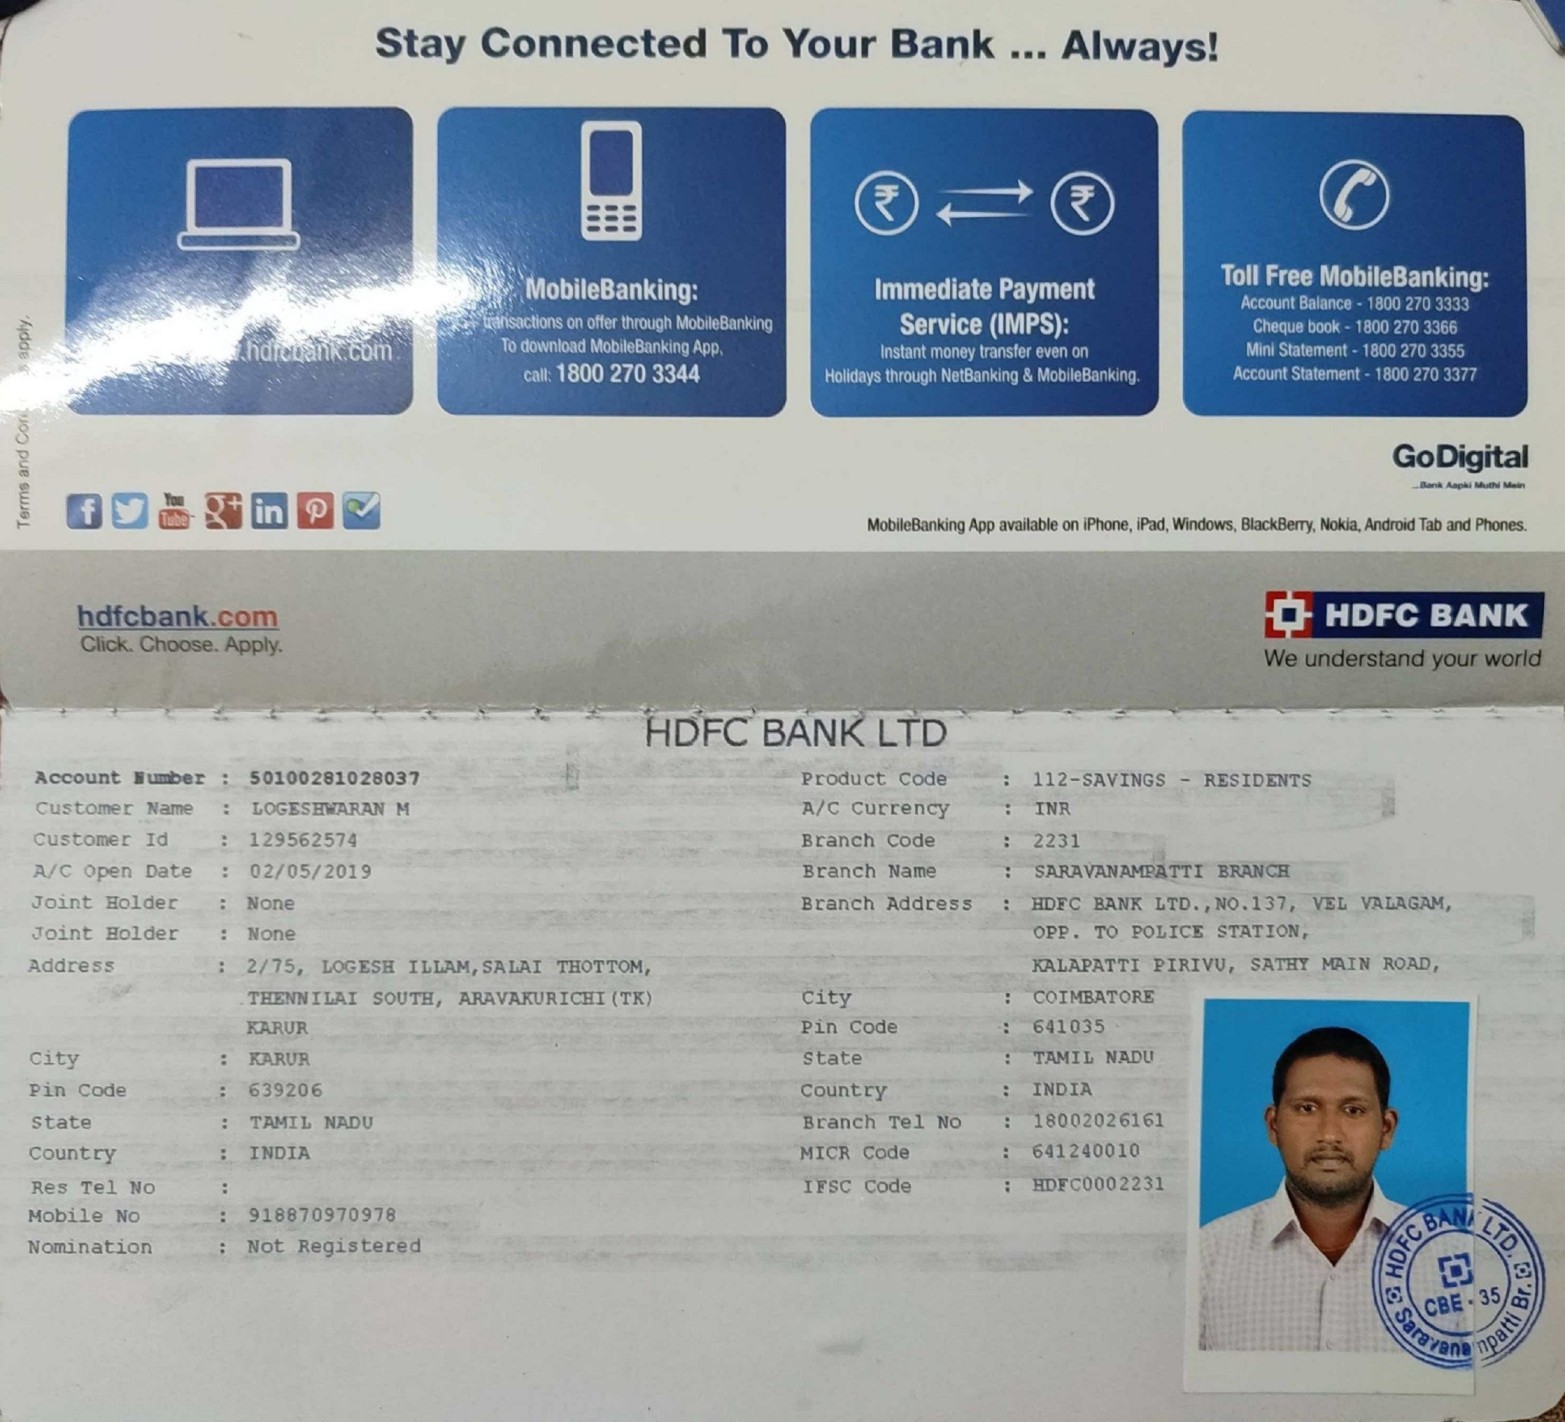 Stay Connected To Your Bank ... Always!
.hdfcbank.com
MobileBanking:
transactions on offer through MobileBanking
To download MobileBanking App,
call: 1800 270 3344
Immediate Payment
Service (IMPS):
Instant money transfer even on
Holidays through NetBanking & MobileBanking.
Toll Free MobileBanking:
Account Balance - 1800 270 3333
Cheque book - 1800 270 3366
Mini Statement - 1800 270 3355
Account Statement - 1800 270 3377
Terms and apply.
GoDigital
...Bank Aapki Muthi Mein
f You Tube g+ in
MobileBanking App available on iPhone, iPad, Windows, BlackBerry, Nokia, Android Tab and Phones.
hdfcbank.com
Click. Choose. Apply.
HDFC BANK
We understand your world
HDFC BANK LTD
Account Number : 50100281028037
Customer Name : LOGESHWARAN M
Customer Id : 129562574
A/C Open Date : 02/05/2019
Joint Holder : None
Joint Holder : None
Address : 2/75, LOGESH ILLAM,SALAI THOTTOM,
THENNILAI SOUTH, ARAVAKURICHI(TK)
KARUR
City : KARUR
Pin Code : 639206
State : TAMIL NADU
Country : INDIA
Res Tel No :
Mobile No : 918870970978
Nomination : Not Registered
Product Code : 112-SAVINGS - RESIDENTS
A/C Currency : INR
Branch Code : 2231
Branch Name : SARAVANAMPATTI BRANCH
Branch Address : HDFC BANK LTD.,NO.137, VEL VALAGAM,
OPP. TO POLICE STATION,
KALAPATTI PIRIVU, SATHY MAIN ROAD,
City : COIMBATORE
Pin Code : 641035
State : TAMIL NADU
Country : INDIA
Branch Tel No : 18002026161
MICR Code : 641240010
IFSC Code : HDFC0002231
HDFC BANK LTD.
CBE - 35
Saravanampatti Br.